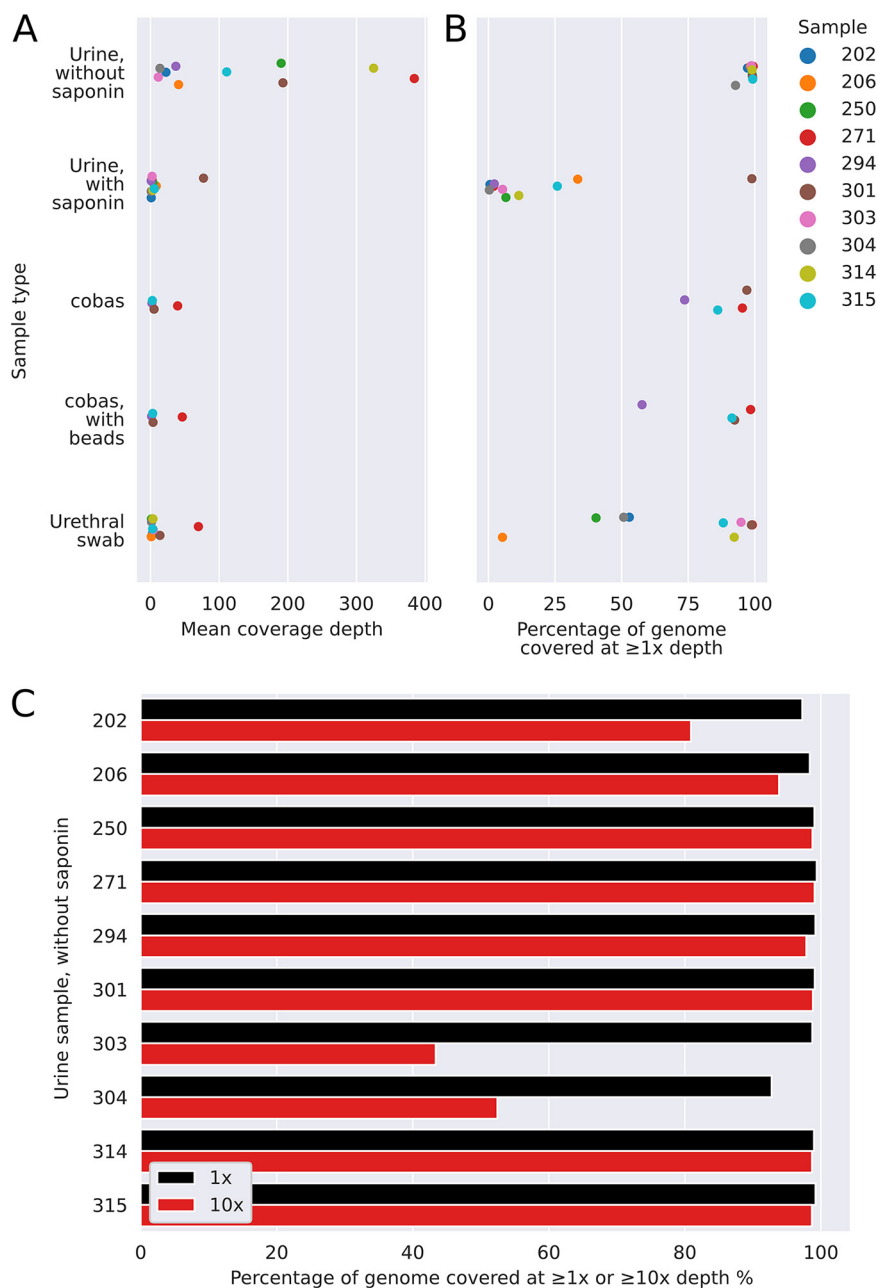 A
B
Sample
202
206
250
271
294
301
303
304
314
315
Urine,
without
saponin
Urine,
with
saponin
cobas
cobas,
with
beads
Urethral
swab
Sample type
0 100 200 300 400
Mean coverage depth
0 25 50 75 100
Percentage of genome
covered at ≥1x depth
C
202
206
250
271
294
301
303
304
314
315
Urine sample, without saponin
1x
10x
0 20 40 60 80 100
Percentage of genome covered at ≥1x or ≥10x depth %